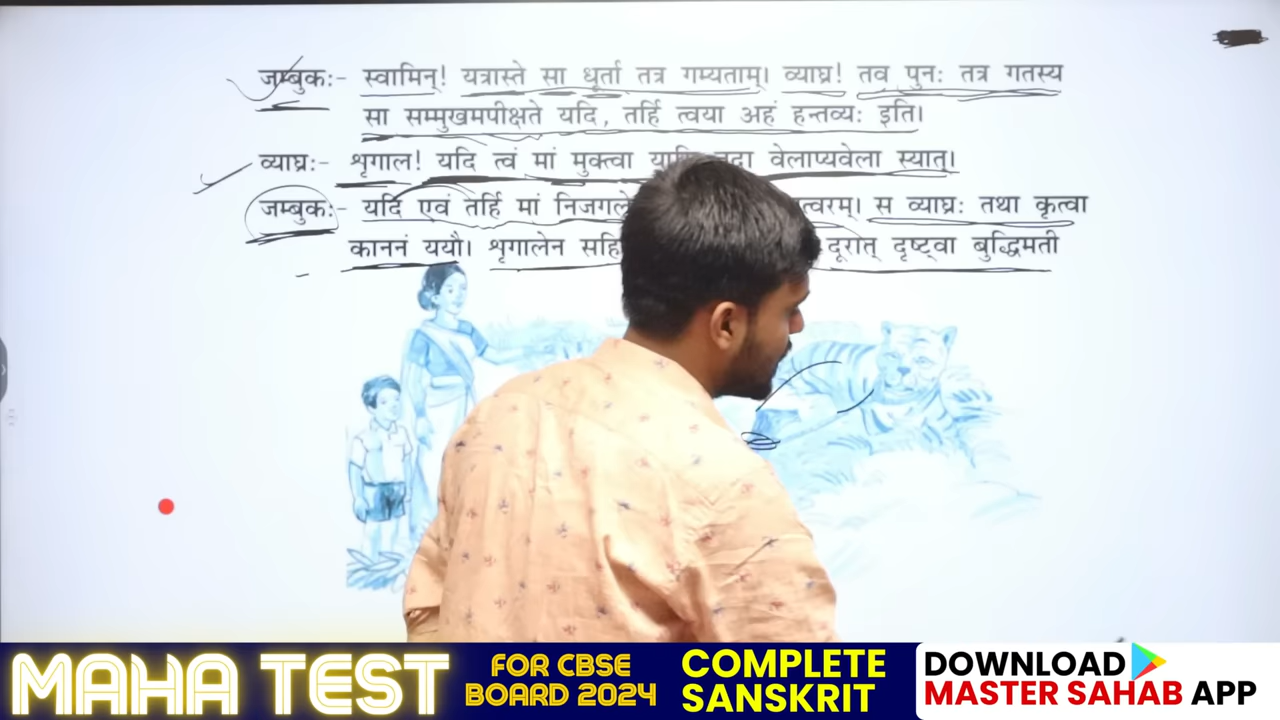 जम्बुकः- स्वामिन्! यत्रास्ते सा धूर्ता तत्र गम्यताम्। व्याघ्र! तव पुनः तत्र गतस्य
सा सम्मुखमपीक्षते यदि, तर्हि त्वया अहं हन्तव्यः इति।
व्याघ्रः- शृगाल! यदि त्वं मां मुक्त्वा वेलाप्यवेला स्यात्।
जम्बुकः- यदि एवं तर्हि मां निजगले त्वरम्। स व्याघ्रः तथा कृत्वा
काननं ययौ। शृगालेन सहि दूरात् दृष्ट्वा बुद्धिमती
MAHA TEST FOR CBSE BOARD 2024
COMPLETE SANSKRIT
DOWNLOAD
MASTER SAHAB APP